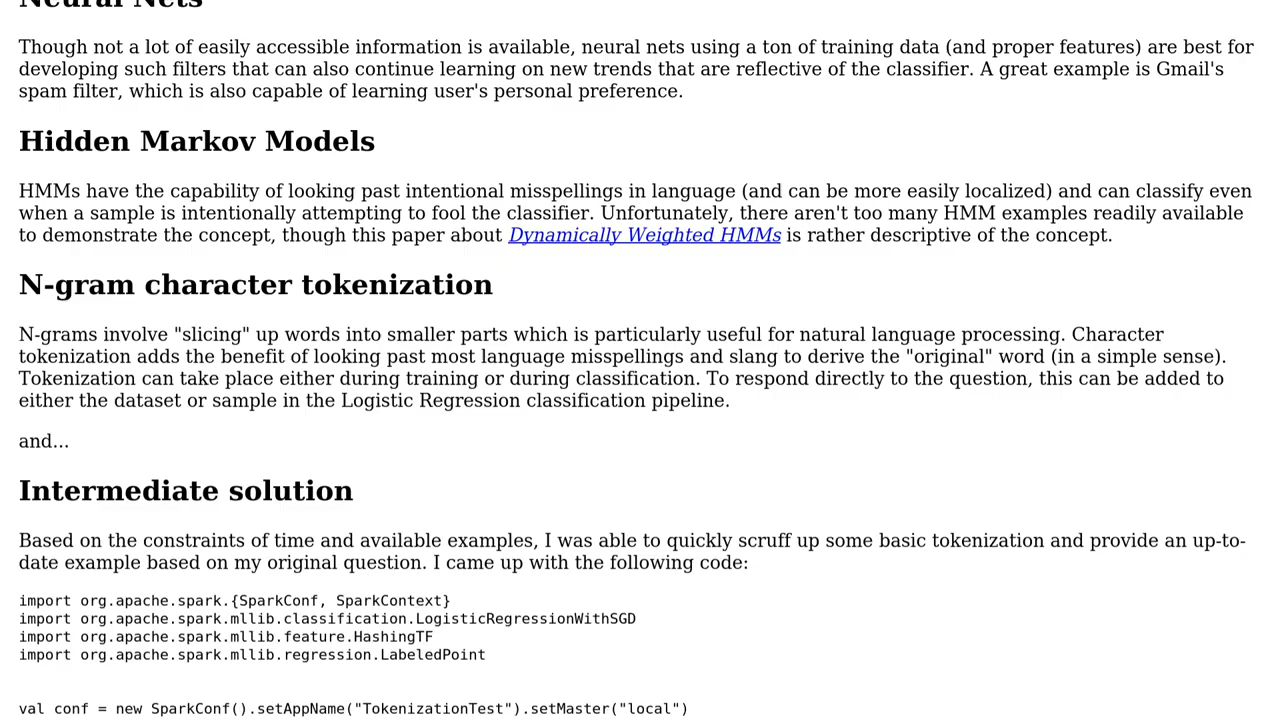 Neural Nets
Though not a lot of easily accessible information is available, neural nets using a ton of training data (and proper features) are best for
developing such filters that can also continue learning on new trends that are reflective of the classifier. A great example is Gmail's
spam filter, which is also capable of learning user's personal preference.
Hidden Markov Models
HMMs have the capability of looking past intentional misspellings in language (and can be more easily localized) and can classify even
when a sample is intentionally attempting to fool the classifier. Unfortunately, there aren't too many HMM examples readily available
to demonstrate the concept, though this paper about Dynamically Weighted HMMs is rather descriptive of the concept.
N-gram character tokenization
N-grams involve "slicing" up words into smaller parts which is particularly useful for natural language processing. Character
tokenization adds the benefit of looking past most language misspellings and slang to derive the "original" word (in a simple sense).
Tokenization can take place either during training or during classification. To respond directly to the question, this can be added to
either the dataset or sample in the Logistic Regression classification pipeline.
and...
Intermediate solution
Based on the constraints of time and available examples, I was able to quickly scruff up some basic tokenization and provide an up-to-
date example based on my original question. I came up with the following code:
import org.apache.spark.{SparkConf, SparkContext}
import org.apache.spark.mllib.classification.LogisticRegressionWithSGD
import org.apache.spark.mllib.feature.HashingTF
import org.apache.spark.mllib.regression.LabeledPoint
val conf = new SparkConf().setAppName("TokenizationTest").setMaster("local")